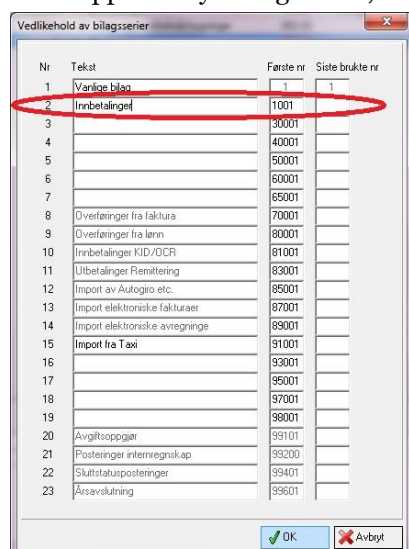 Vedlikehold av bilagsserier
Nr Tekst Første nr Siste brukte nr
1 Vanlige bilag 1 1
2 Innbetalinger 1001
3 30001
4 40001
5 50001
6 60001
7 65001
8 Overføringer fra faktura 70001
9 Overføringer fra lønn 80001
10 Innbetalinger KID/OCR 81001
11 Utbetalinger Remittering 83001
12 Import av Autogiro etc. 85001
13 Import elektroniske fakturaer 87001
14 Import elektroniske avregninge 89001
15 Import fra Taxi 91001
16 93001
17 95001
18 97001
19 98001
20 Avgiftsoppgjør 99101
21 Posteringer internregnskap 99200
22 Sluttstatusposteringer 99401
23 Årsavslutning 99601
OK Avbryt